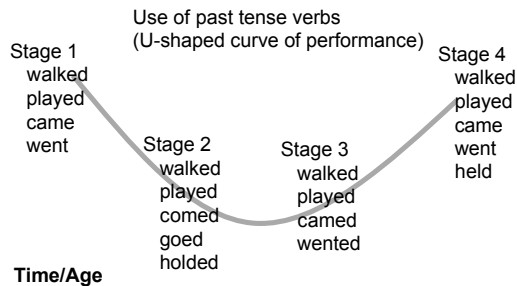 Use of past tense verbs
(U-shaped curve of performance)
Stage 1
walked
played
came
went
Stage 2
walked
played
comed
goed
holded
Stage 3
walked
played
camed
wented
Stage 4
walked
played
came
went
held
Time/Age